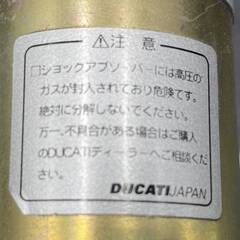 ⚠注意
□ショックアブソーバーには高圧の
ガスが封入されており危険です。
絶対に分解しないでください。
万一、不具合がある場合はご購入
のDUCATIディーラーへご相談くだ
さい。
DUCATIJAPAN